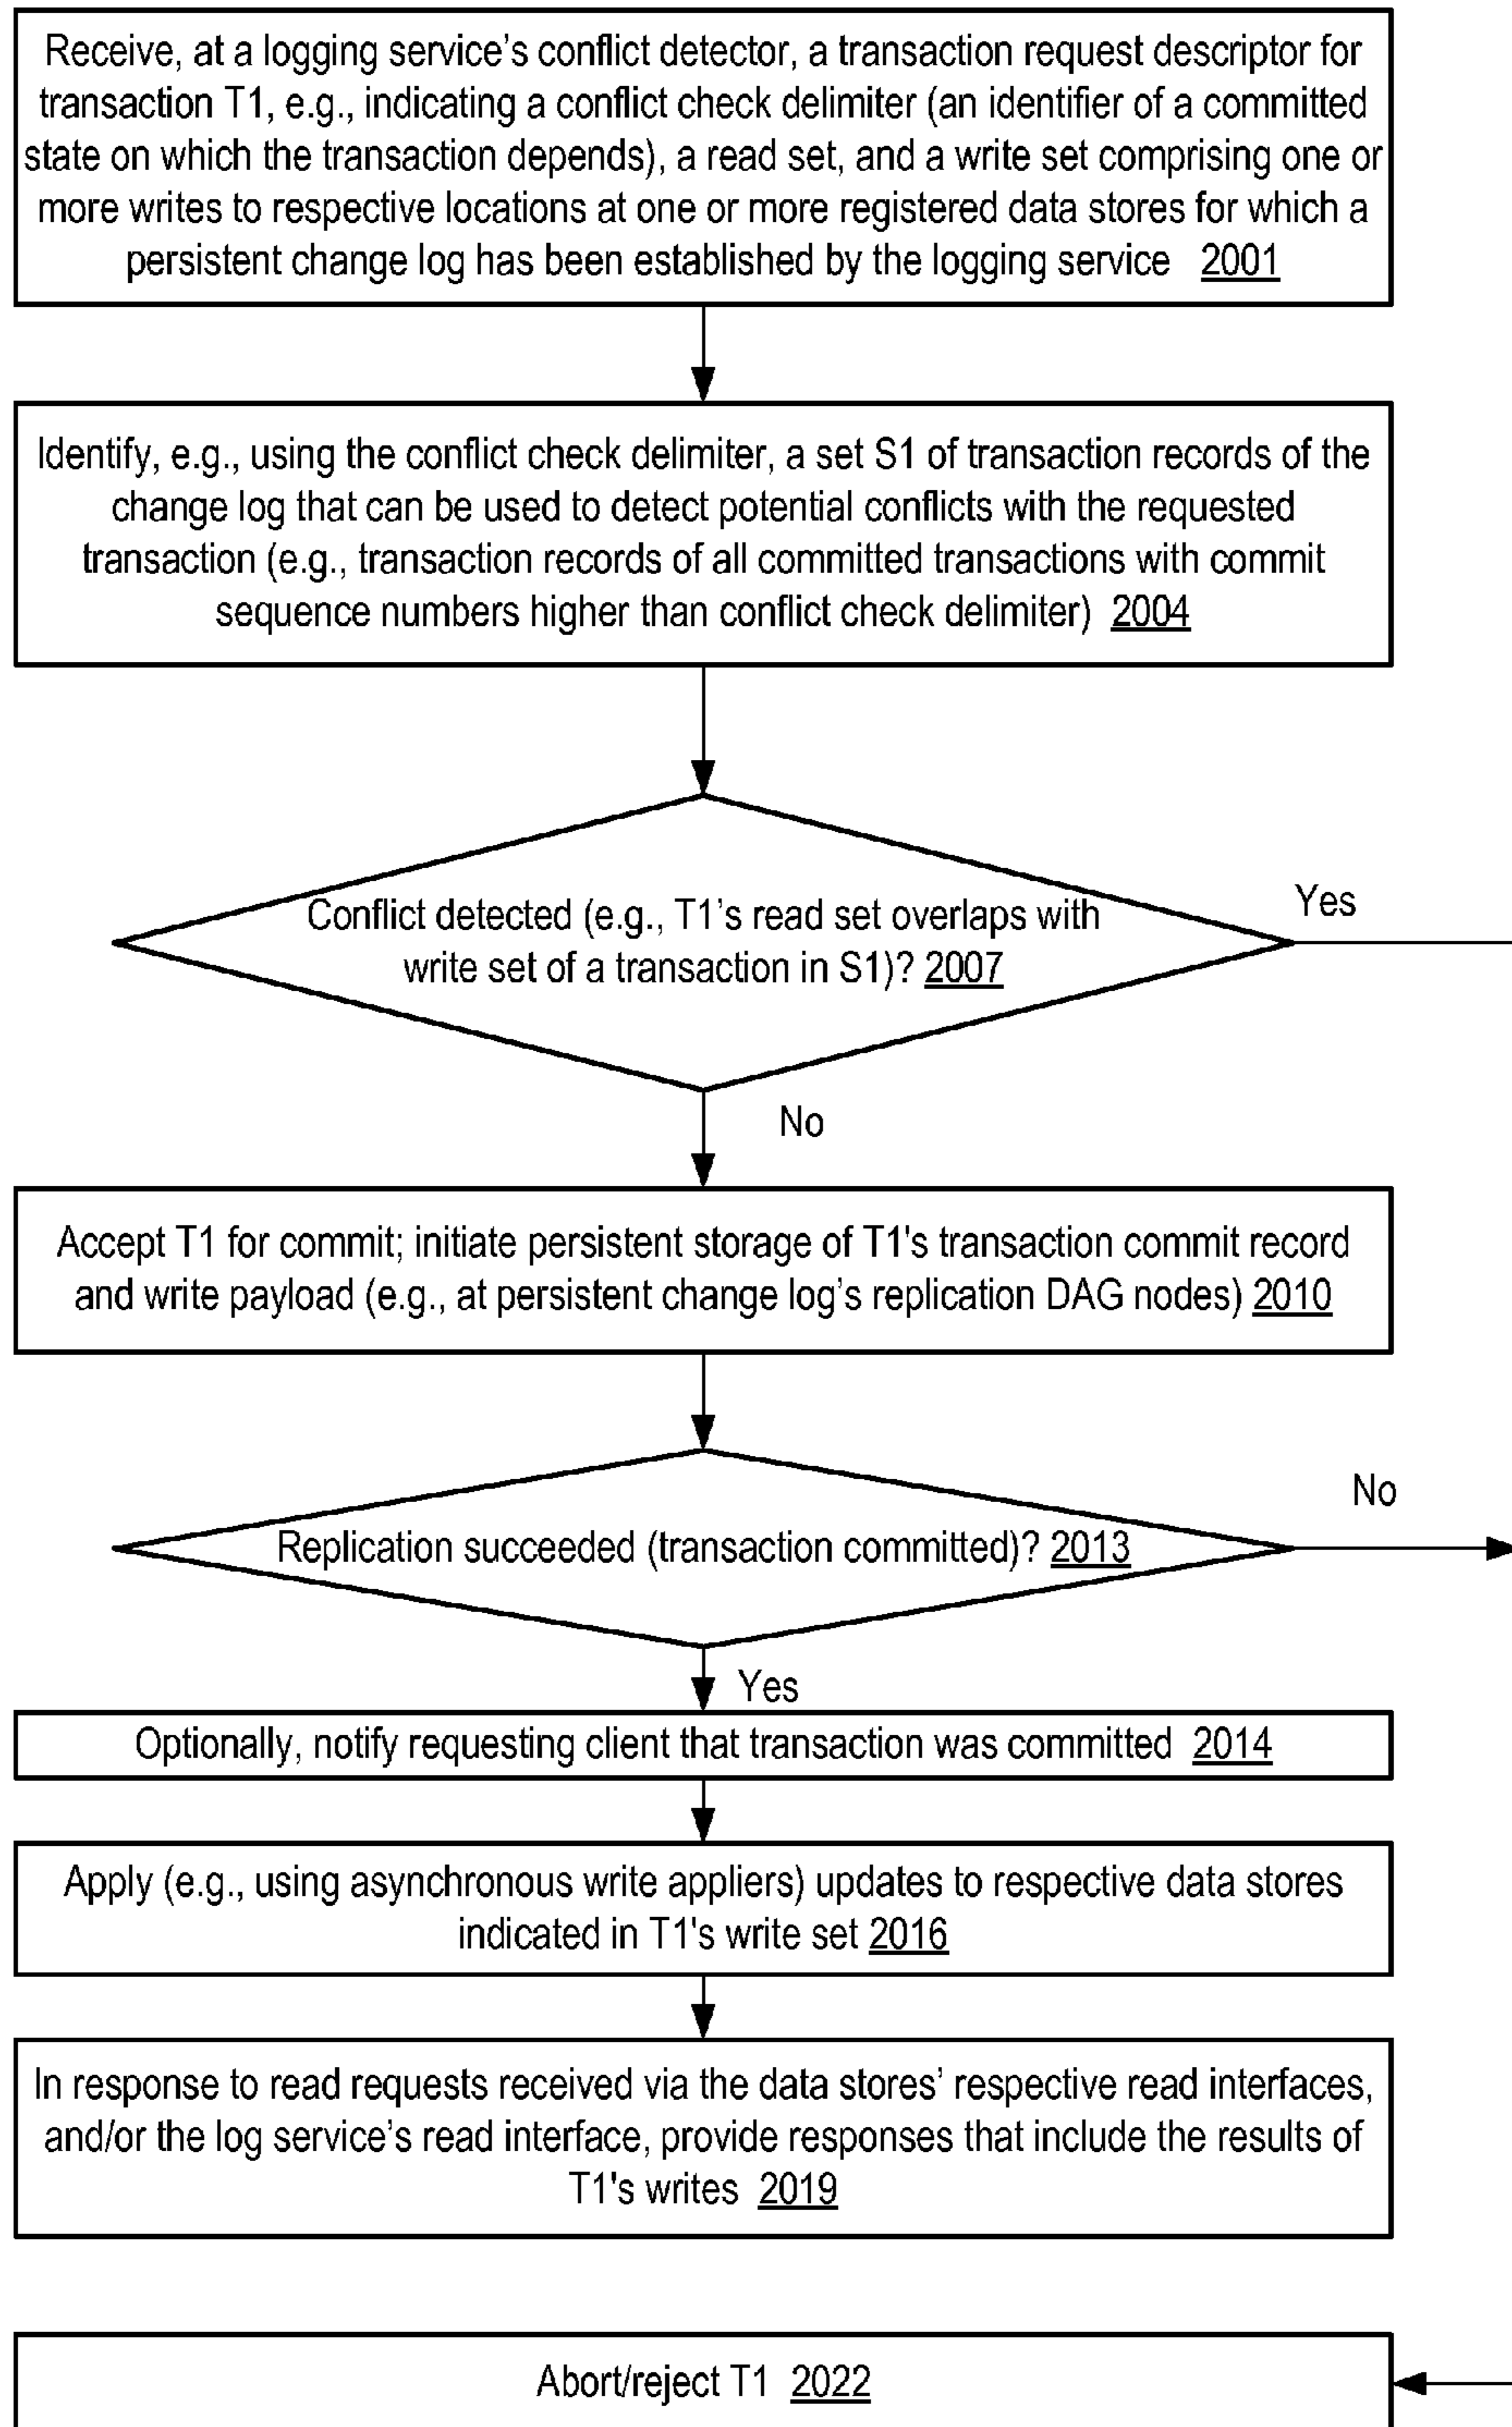 Receive, at a logging service’s conflict detector, a transaction request descriptor for
transaction T1, e.g., indicating a conflict check delimiter (an identifier of a committed
state on which the transaction depends), a read set, and a write set comprising one or
more writes to respective locations at one or more registered data stores for which a
persistent change log has been established by the logging service 2001
Identify, e.g., using the conflict check delimiter, a set S1 of transaction records of the
change log that can be used to detect potential conflicts with the requested
transaction (e.g., transaction records of all committed transactions with commit
sequence numbers higher than conflict check delimiter) 2004
Yes
Conflict detected (e.g., T1’s read set overlaps with
write set of a transaction in S1)? 2007
No
Accept T1 for commit; initiate persistent storage of T1's transaction commit record
and write payload (e.g., at persistent change log’s replication DAG nodes) 2010
No
Replication succeeded (transaction committed)? 2013
Yes
Optionally, notify requesting client that transaction was committed 2014
Apply (e.g., using asynchronous write appliers) updates to respective data stores
indicated in T1's write set 2016
In response to read requests received via the data stores’ respective read interfaces,
and/or the log service’s read interface, provide responses that include the results of
T1's writes 2019
Abort/reject T1 2022